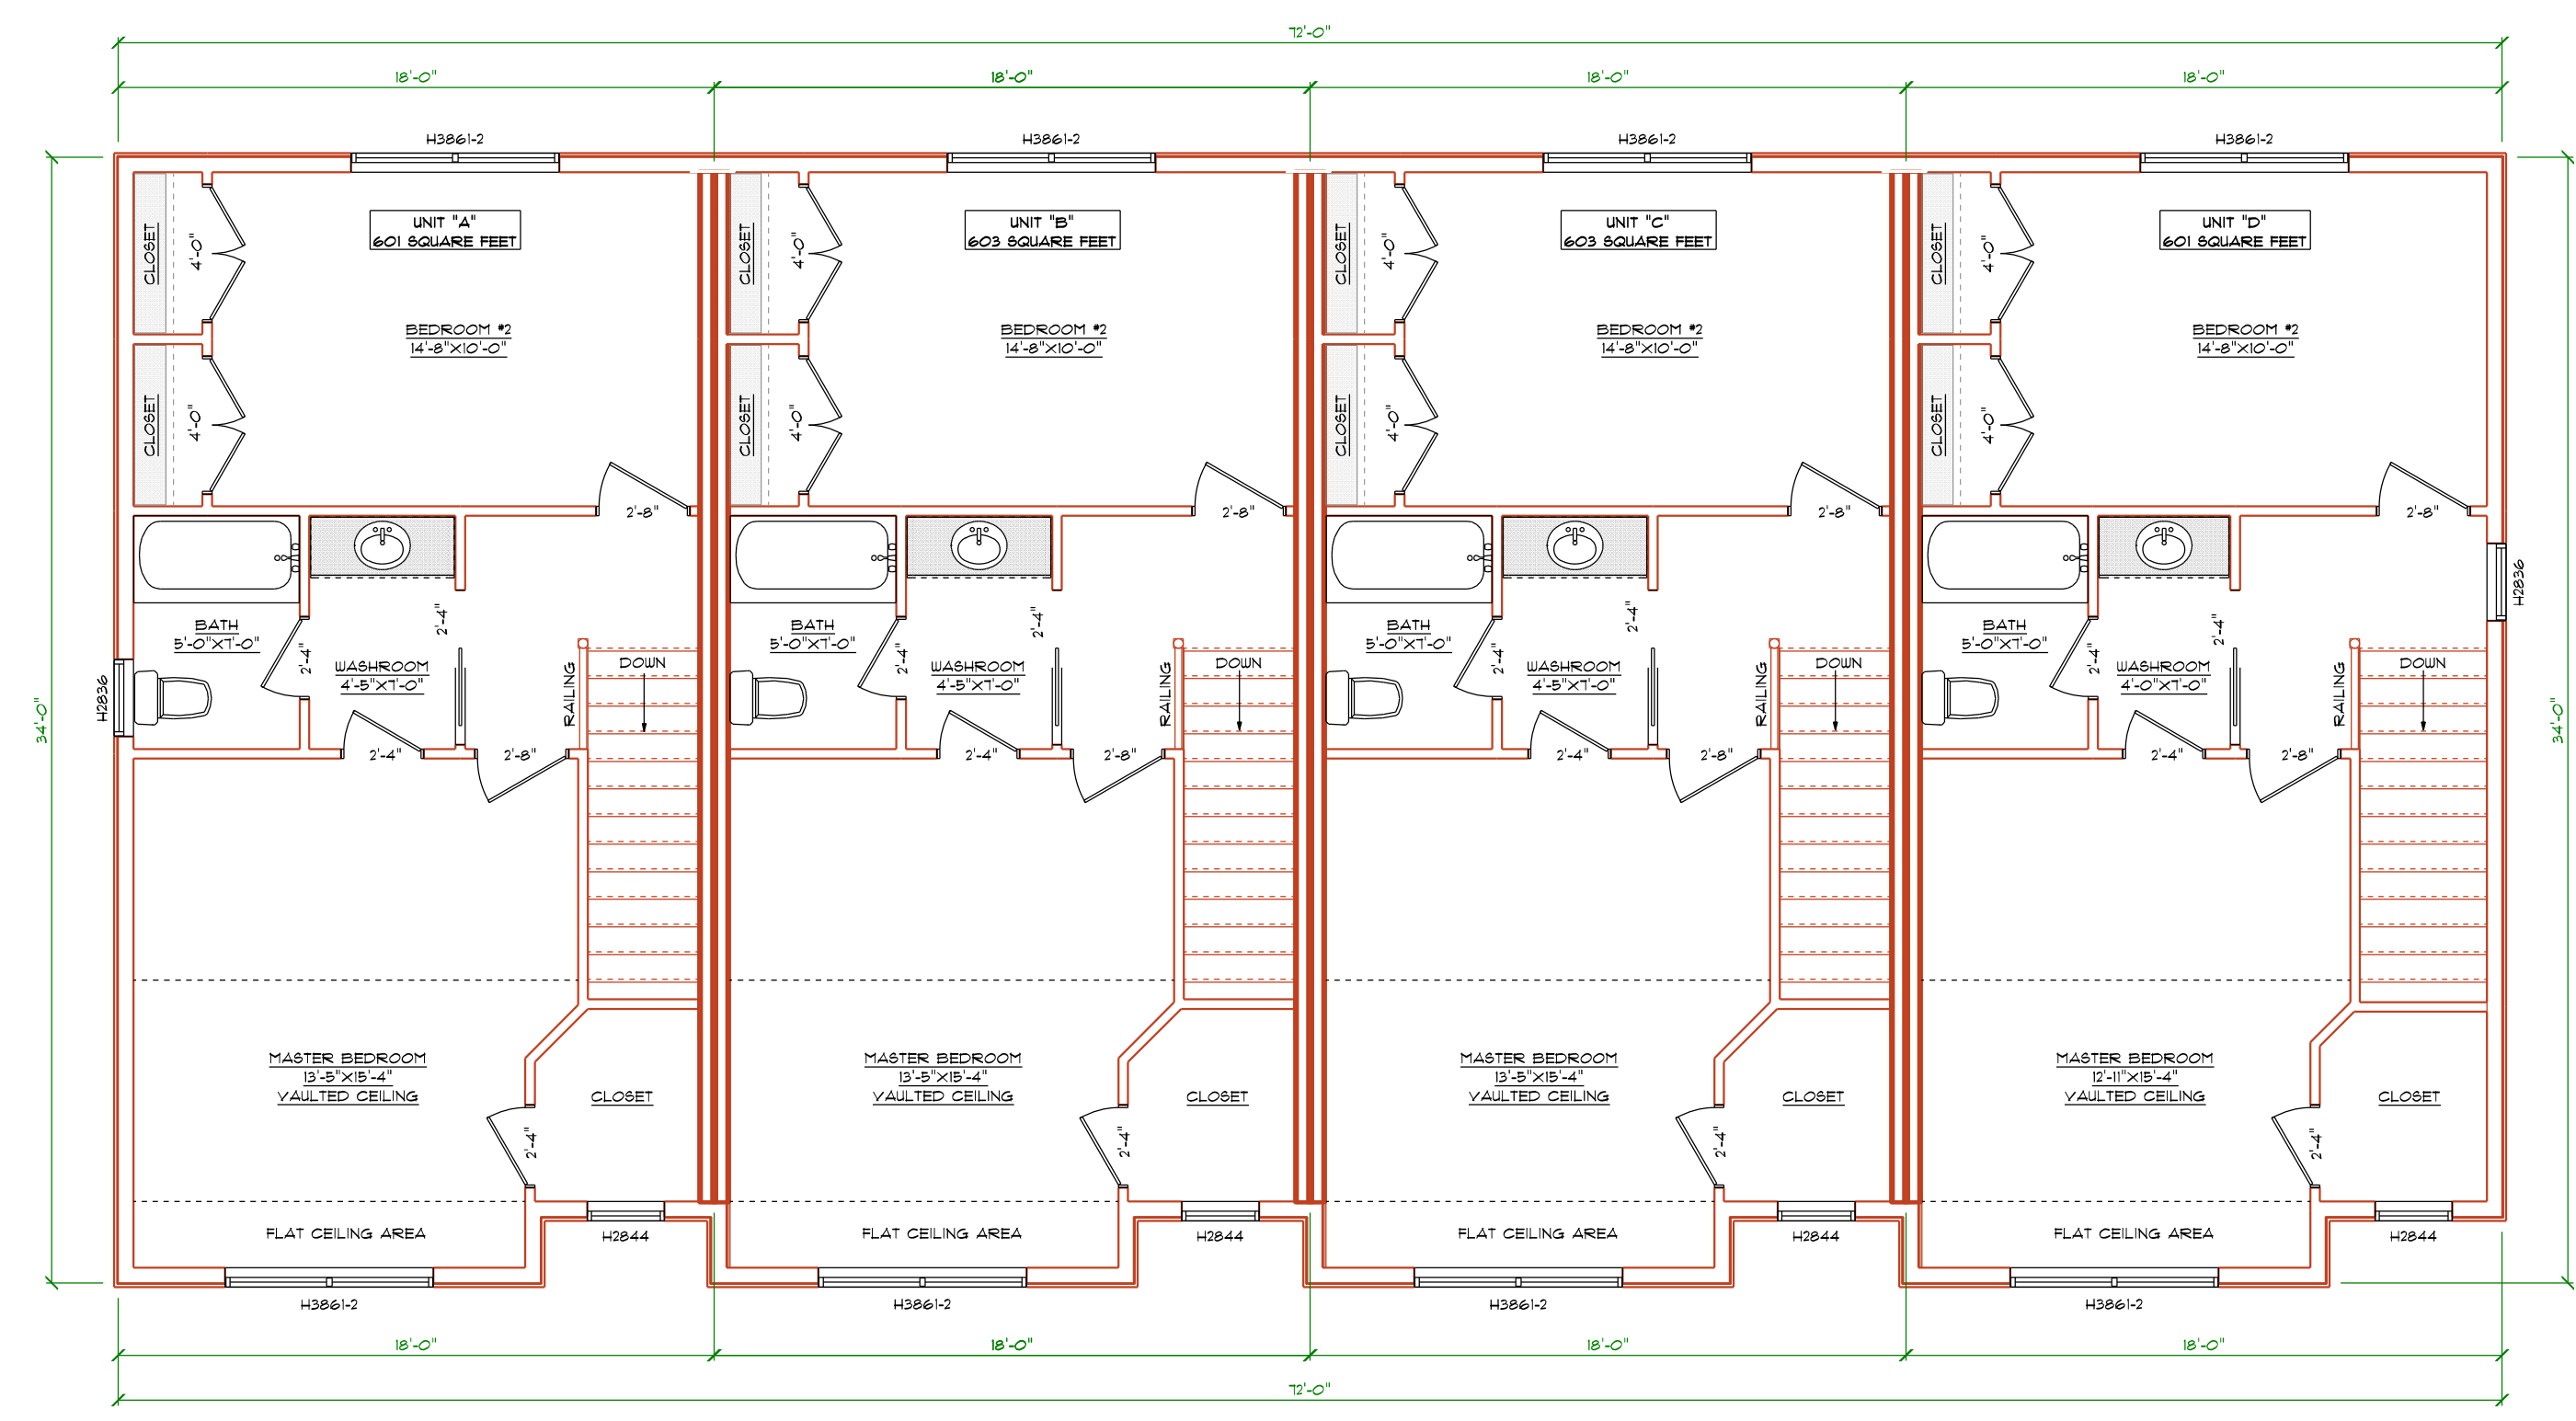 72'-0"
18'-0"
18'-0"
18'-0"
18'-0"
H3861-2
H3861-2
H3861-2
H3861-2
UNIT "A"
601 SQUARE FEET
UNIT "B"
603 SQUARE FEET
UNIT "C"
603 SQUARE FEET
UNIT "D"
601 SQUARE FEET
CLOSET
4'-0"
CLOSET
4'-0"
CLOSET
4'-0"
CLOSET
4'-0"
BEDROOM #2
14'-8"X10'-0"
BEDROOM #2
14'-8"X10'-0"
BEDROOM #2
14'-8"X10'-0"
BEDROOM #2
14'-8"X10'-0"
CLOSET
4'-0"
CLOSET
4'-0"
CLOSET
4'-0"
CLOSET
4'-0"
2'-8"
2'-8"
2'-8"
2'-8"
H2836
BATH
5'-0"X7'-0"
2'-4"
2'-4"
WASHROOM
4'-5"X7'-0"
RAILING
DOWN
BATH
5'-0"X7'-0"
2'-4"
2'-4"
WASHROOM
4'-5"X7'-0"
RAILING
DOWN
BATH
5'-0"X7'-0"
2'-4"
2'-4"
WASHROOM
4'-5"X7'-0"
RAILING
DOWN
BATH
5'-0"X7'-0"
2'-4"
2'-4"
WASHROOM
4'-0"X7'-0"
RAILING
DOWN
H2836
34'-0"
34'-0"
2'-4"
2'-8"
2'-4"
2'-8"
2'-4"
2'-8"
2'-4"
2'-8"
MASTER BEDROOM
13'-5"X15'-4"
VAULTED CEILING
CLOSET
2'-4"
MASTER BEDROOM
13'-5"X15'-4"
VAULTED CEILING
CLOSET
2'-4"
MASTER BEDROOM
13'-5"X15'-4"
VAULTED CEILING
CLOSET
2'-4"
MASTER BEDROOM
12'-11"X15'-4"
VAULTED CEILING
CLOSET
2'-4"
FLAT CEILING AREA
H2844
FLAT CEILING AREA
H2844
FLAT CEILING AREA
H2844
FLAT CEILING AREA
H2844
H3861-2
H3861-2
H3861-2
H3861-2
18'-0"
18'-0"
18'-0"
18'-0"
72'-0"